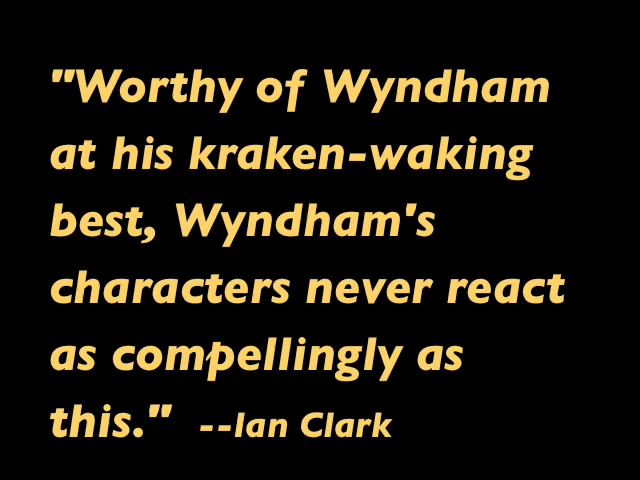 "Worthy of Wyndham
at his kraken-waking
best, Wyndham's
characters never react
as compellingly as
this." --Ian Clark